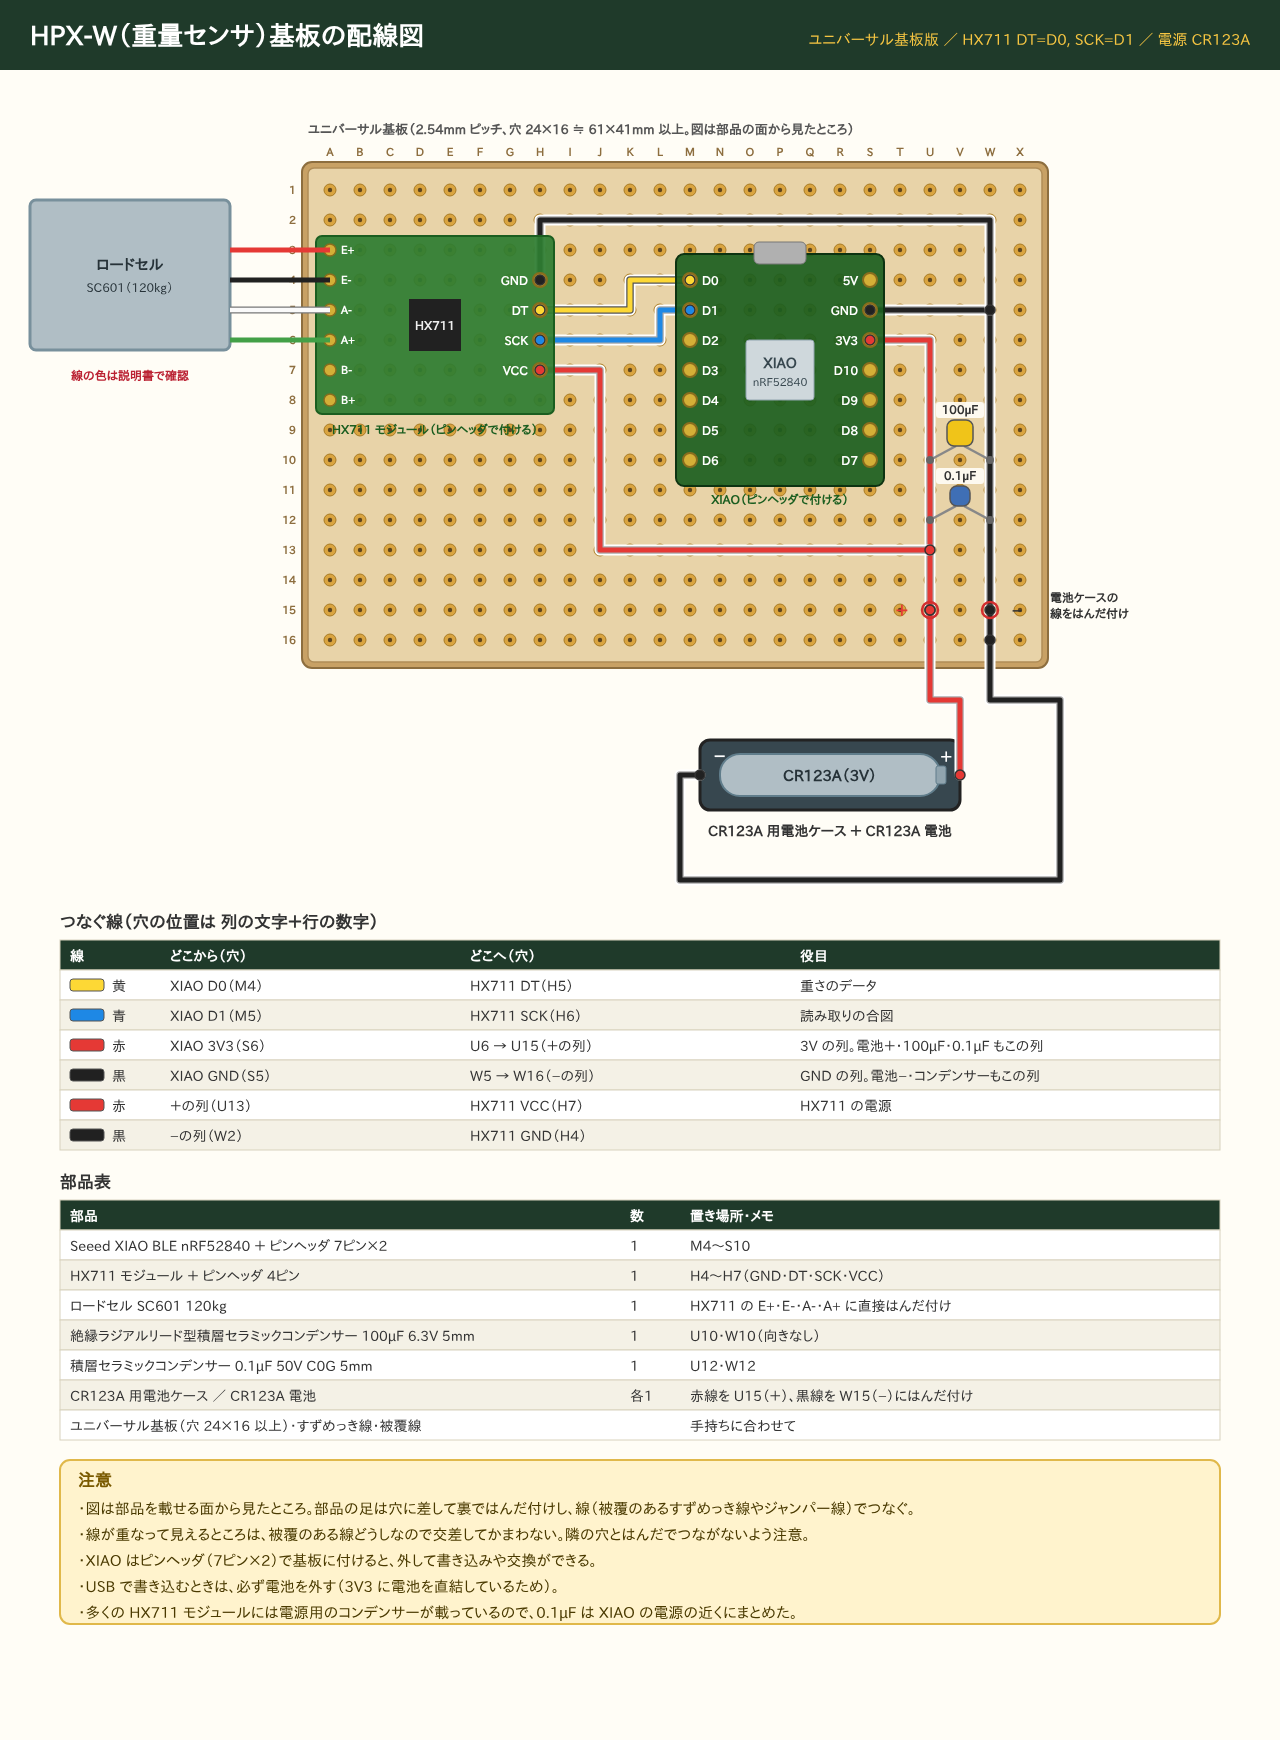 HPX-W（重量センサ）基板の配線図
ユニバーサル基板版 ／ HX711 DT=D0, SCK=D1 ／ 電源 CR123A
ユニバーサル基板（2.54mm ピッチ、穴 24×16 ≒ 61×41mm 以上。図は部品の面から見たところ）
A B C D E F G H I J K L M N O P Q R S T U V W X
1
2
3 E+
ロードセル
SC601（120kg）
4 E- GND D0 5V
5 A- DT D1 GND
HX711
6 A+ SCK D2 3V3
XIAO
nRF52840
線の色は説明書で確認
7 B- VCC D3 D10
8 B+ D4 D9
100µF
9 HX711 モジュール（ピンヘッダで付ける） D5 D8
10 D6 D7
0.1µF
11
XIAO（ピンヘッダで付ける）
12
13
14
電池ケースの
線をはんだ付け
15 + −
16
− +
CR123A（3V）
CR123A 用電池ケース ＋ CR123A 電池
つなぐ線（穴の位置は 列の文字＋行の数字）
線 どこから（穴） どこへ（穴） 役目
黄 XIAO D0（M4） HX711 DT（H5） 重さのデータ
青 XIAO D1（M5） HX711 SCK（H6） 読み取りの合図
赤 XIAO 3V3（S6） U6 → U15（＋の列） 3V の列。電池＋・100µF・0.1µF もこの列
黒 XIAO GND（S5） W5 → W16（−の列） GND の列。電池−・コンデンサーもこの列
赤 ＋の列（U13） HX711 VCC（H7） HX711 の電源
黒 −の列（W2） HX711 GND（H4）
部品表
部品 数 置き場所・メモ
Seeed XIAO BLE nRF52840 ＋ ピンヘッダ 7ピン×2 1 M4〜S10
HX711 モジュール ＋ ピンヘッダ 4ピン 1 H4〜H7（GND・DT・SCK・VCC）
ロードセル SC601 120kg 1 HX711 の E+・E-・A-・A+ に直接はんだ付け
絶縁ラジアルリード型積層セラミックコンデンサー 100µF 6.3V 5mm 1 U10・W10（向きなし）
積層セラミックコンデンサー 0.1µF 50V C0G 5mm 1 U12・W12
CR123A 用電池ケース ／ CR123A 電池 各1 赤線を U15（＋）、黒線を W15（−）にはんだ付け
ユニバーサル基板（穴 24×16 以上）・すずめっき線・被覆線 手持ちに合わせて
注意
・図は部品を載せる面から見たところ。部品の足は穴に差して裏ではんだ付けし、線（被覆のあるすずめっき線やジャンパー線）でつなぐ。
・線が重なって見えるところは、被覆のある線どうしなので交差してかまわない。隣の穴とはんだでつながないよう注意。
・XIAO はピンヘッダ（7ピン×2）で基板に付けると、外して書き込みや交換ができる。
・USB で書き込むときは、必ず電池を外す（3V3 に電池を直結しているため）。
・多くの HX711 モジュールには電源用のコンデンサーが載っているので、0.1µF は XIAO の電源の近くにまとめた。